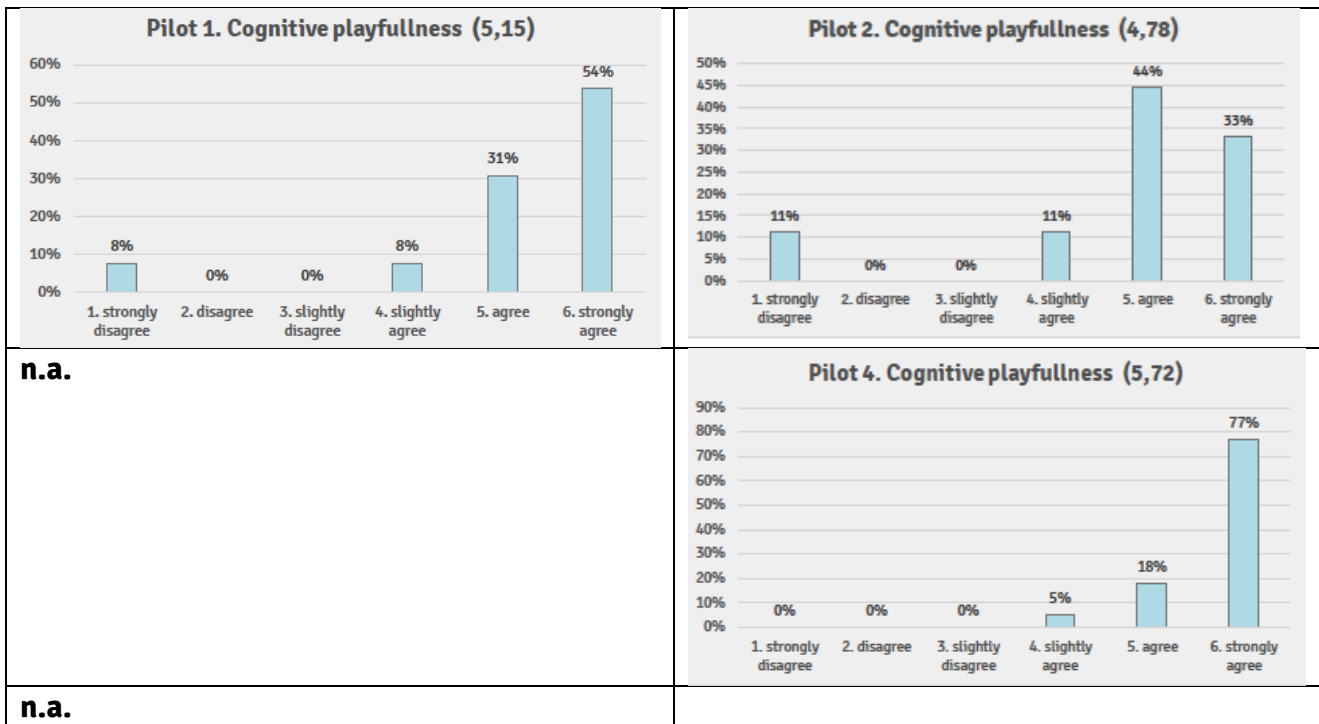 Pilot 1. Cognitive playfullness (5,15)
60%
50%
40%
30%
20%
10%
0%
8%
0%
0%
8%
31%
54%
1. strongly disagree
2. disagree
3. slightly disagree
4. slightly agree
5. agree
6. strongly agree
Pilot 2. Cognitive playfullness (4,78)
50%
45%
40%
35%
30%
25%
20%
15%
10%
5%
0%
11%
0%
0%
11%
44%
33%
1. strongly disagree
2. disagree
3. slightly disagree
4. slightly agree
5. agree
6. strongly agree
n.a.
Pilot 4. Cognitive playfullness (5,72)
90%
80%
70%
60%
50%
40%
30%
20%
10%
0%
0%
0%
0%
5%
18%
77%
1. strongly disagree
2. disagree
3. slightly disagree
4. slightly agree
5. agree
6. strongly agree
n.a.